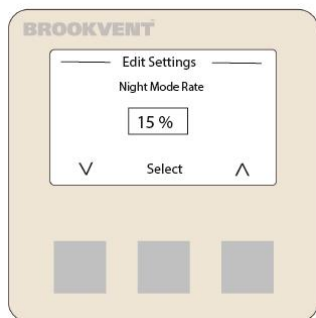 BROOKVENT
Edit Settings
Night Mode Rate
15 %
Select